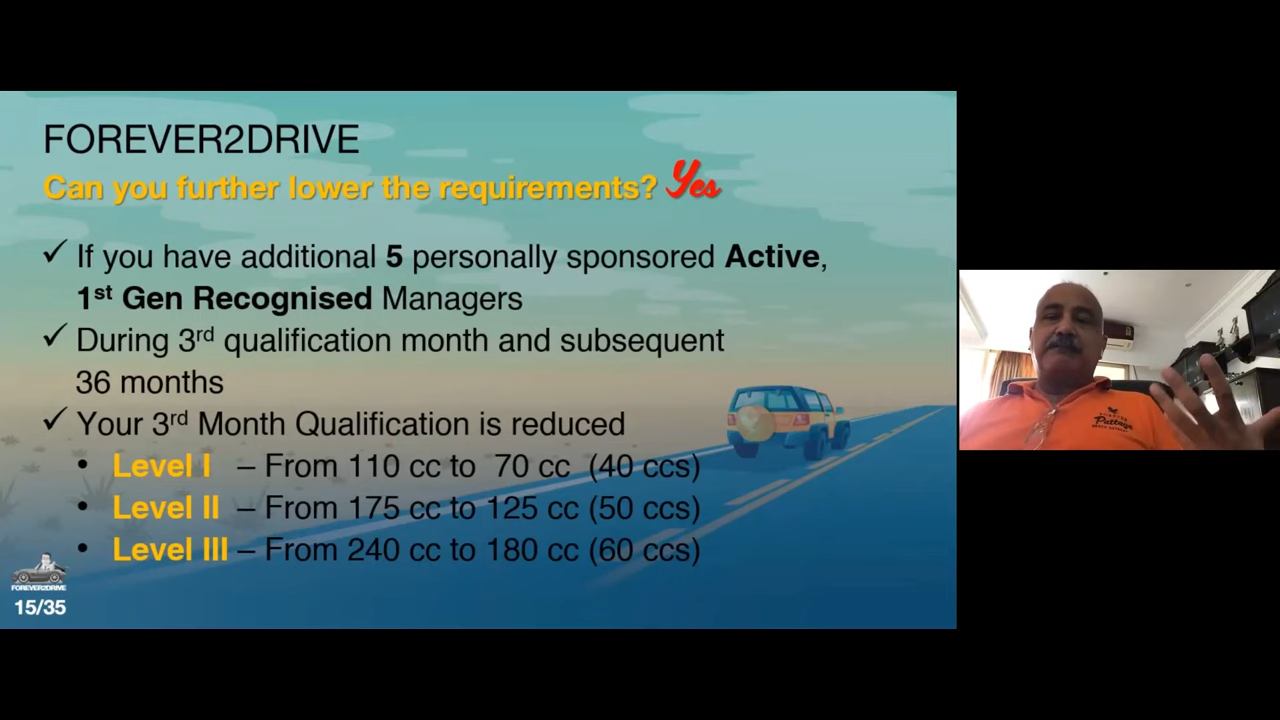 FOREVER2DRIVE
Can you further lower the requirements? Yes
✓ If you have additional 5 personally sponsored Active,
1st Gen Recognised Managers
✓ During 3rd qualification month and subsequent
36 months
✓ Your 3rd Month Qualification is reduced
• Level I – From 110 cc to 70 cc (40 ccs)
• Level II – From 175 cc to 125 cc (50 ccs)
• Level III – From 240 cc to 180 cc (60 ccs)
FOREVER2DRIVE
15/35
Pattaya